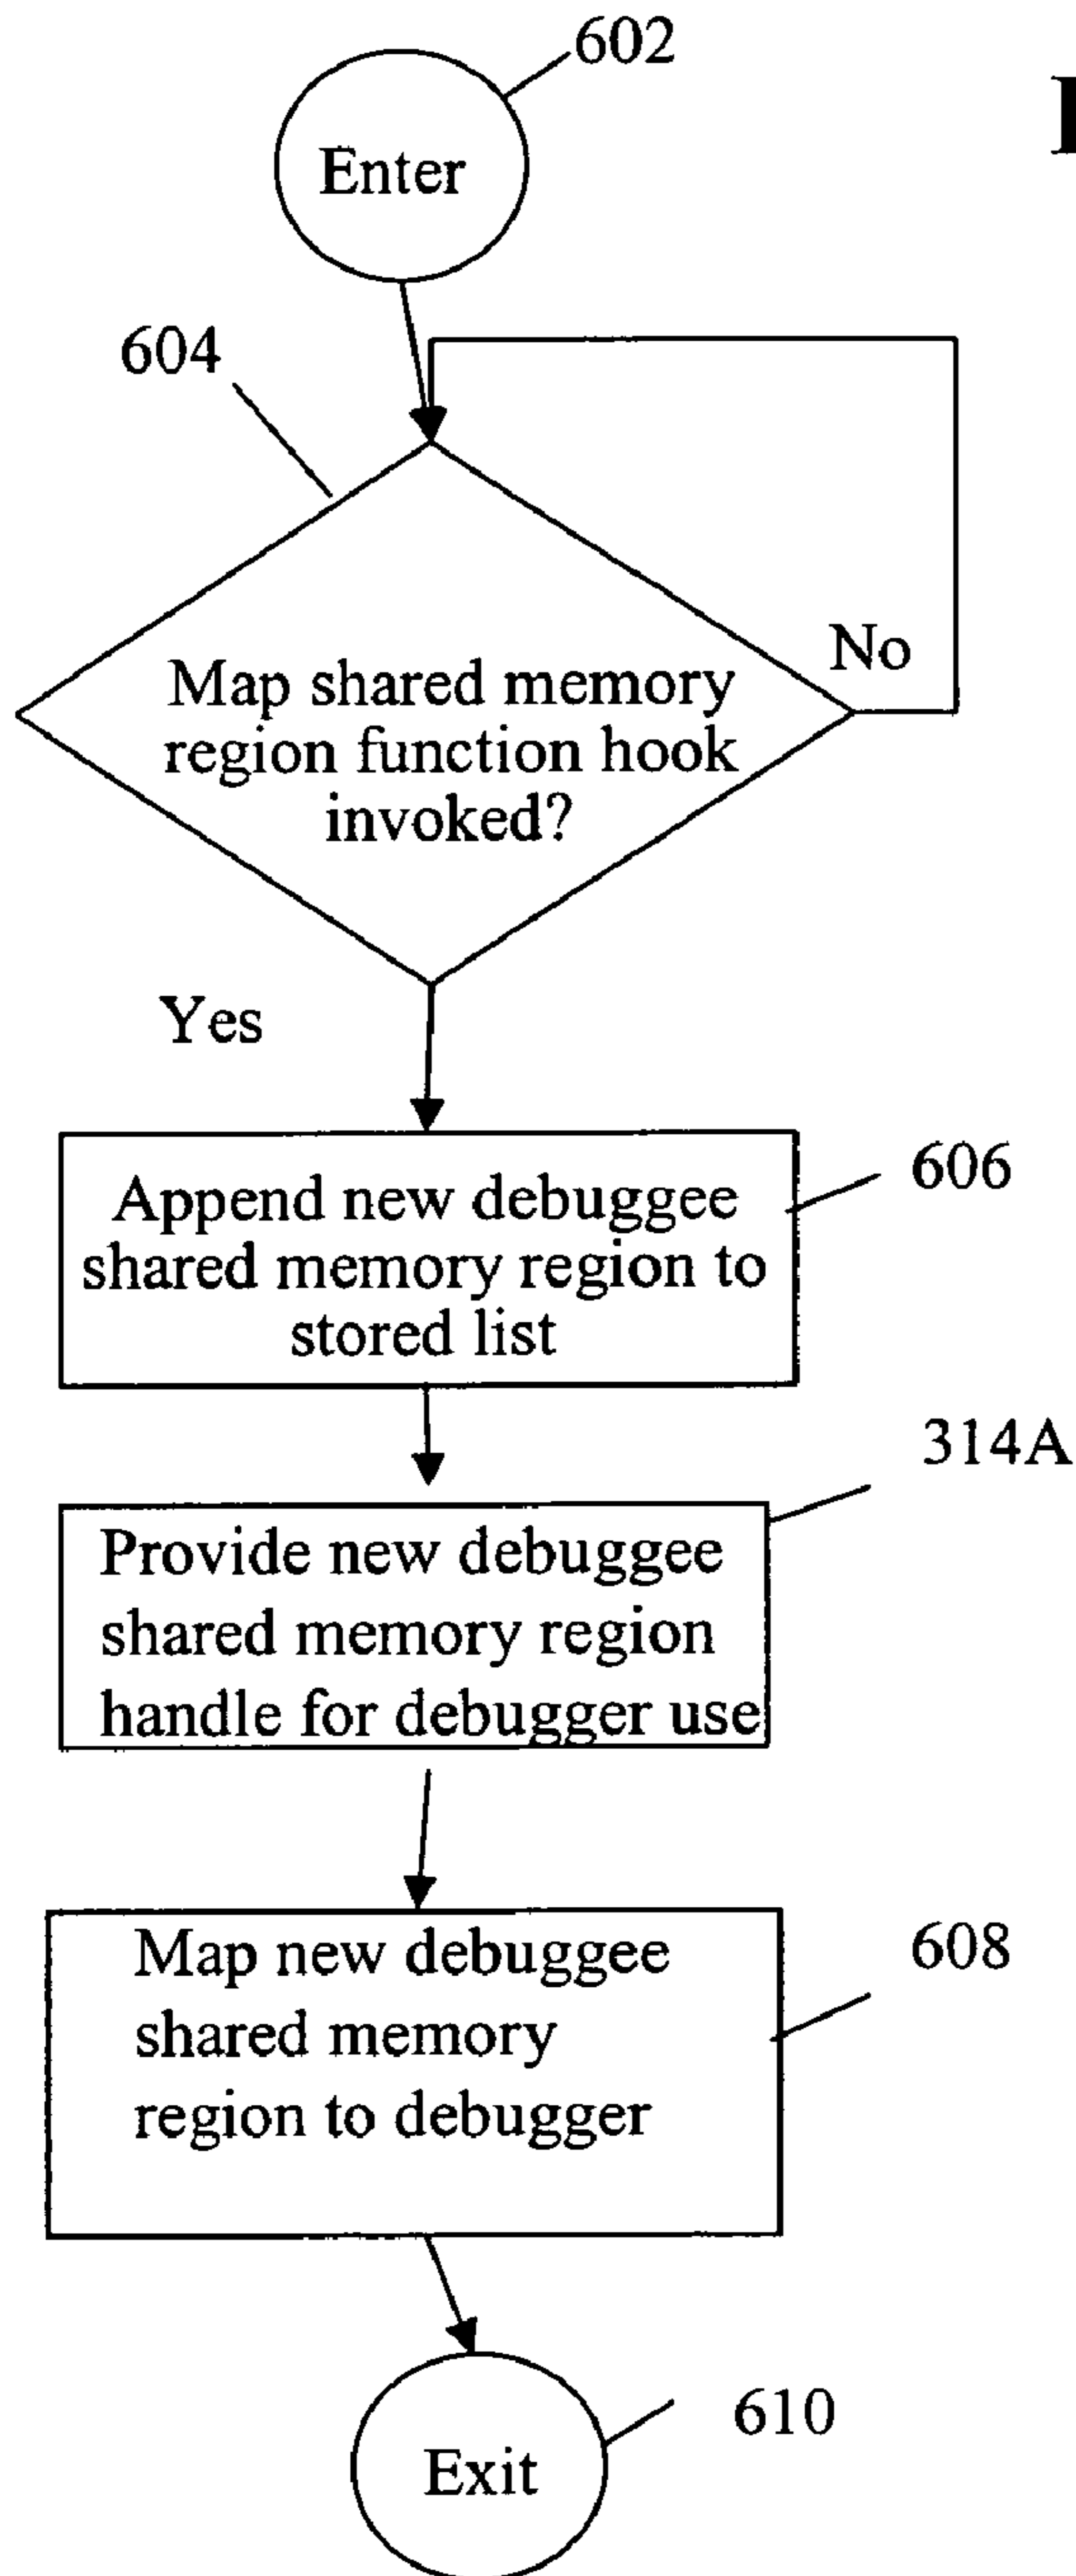 602
Enter
604
No
Map shared memory
region function hook
invoked?
Yes
606
Append new debuggee
shared memory region to
stored list
314A
Provide new debuggee
shared memory region
handle for debugger use
608
Map new debuggee
shared memory
region to debugger
610
Exit